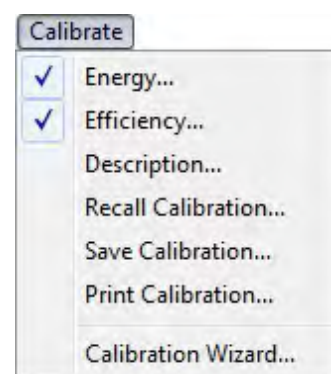 Calibrate
Energy...
Efficiency...
Description...
Recall Calibration...
Save Calibration...
Print Calibration...
Calibration Wizard...